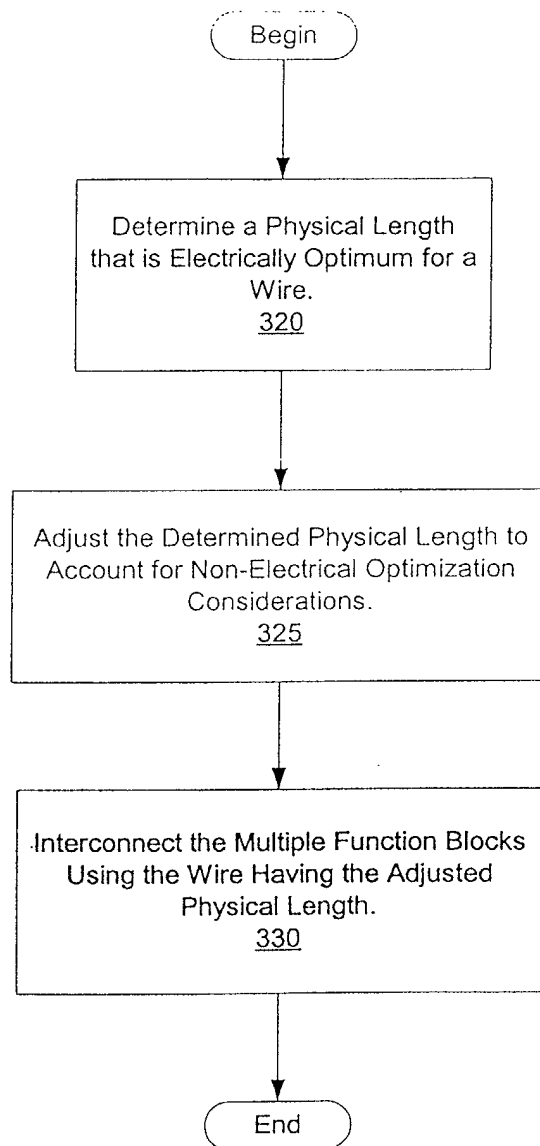 Begin
Determine a Physical Length
that is Electrically Optimum for a
Wire.
320
Adjust the Determined Physical Length to
Account for Non-Electrical Optimization
Considerations.
325
Interconnect the Multiple Function Blocks
Using the Wire Having the Adjusted
Physical Length.
330
End